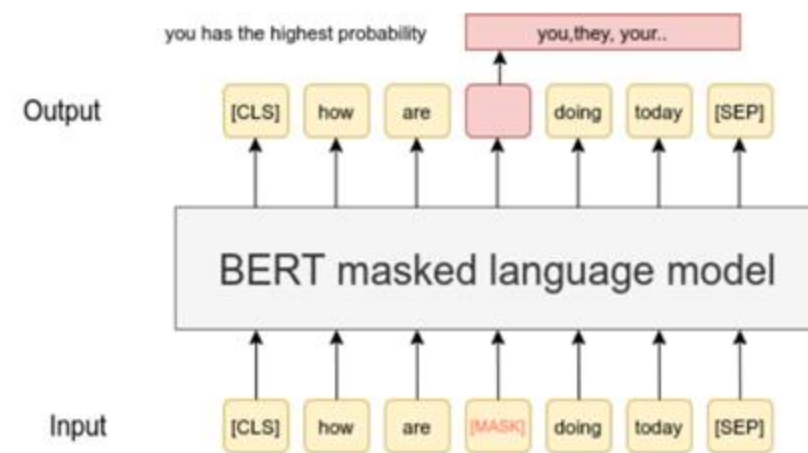 you has the highest probability you,they, your..
Output [CLS] how are doing today [SEP]
BERT masked language model
Input [CLS] how are [MASK] doing today [SEP]